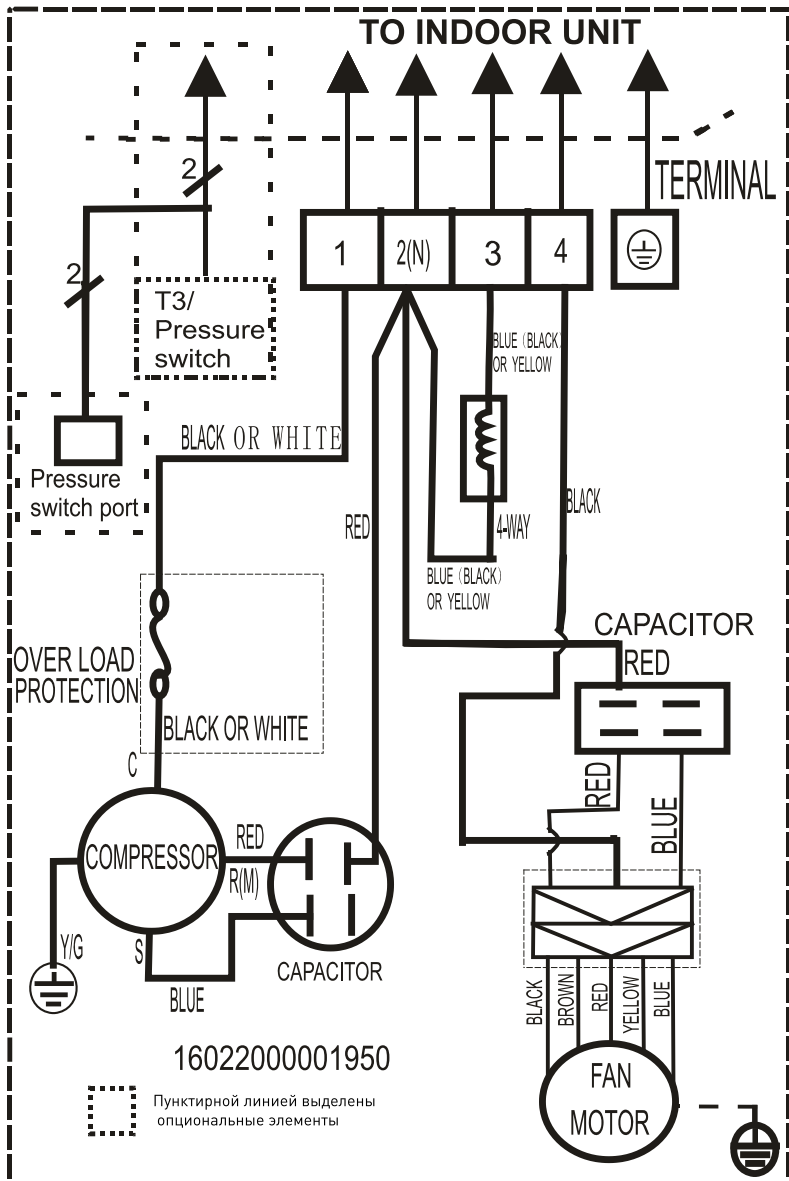 TO INDOOR UNIT
2
TERMINAL
1
2(N)
3
4
2
T3/
Pressure
switch
BLUE (BLACK)
OR YELLOW
BLACK OR WHITE
Pressure
switch port
RED
4-WAY
BLACK
BLUE (BLACK)
OR YELLOW
CAPACITOR
RED
OVER LOAD
PROTECTION
BLACK OR WHITE
C
RED
BLUE
COMPRESSOR
RED
R(M)
Y/G
S
BLUE
CAPACITOR
BLACK
BROWN
RED
YELLOW
BLUE
FAN
MOTOR
16022000001950
Пунктирной линией выделены
опциональные элементы